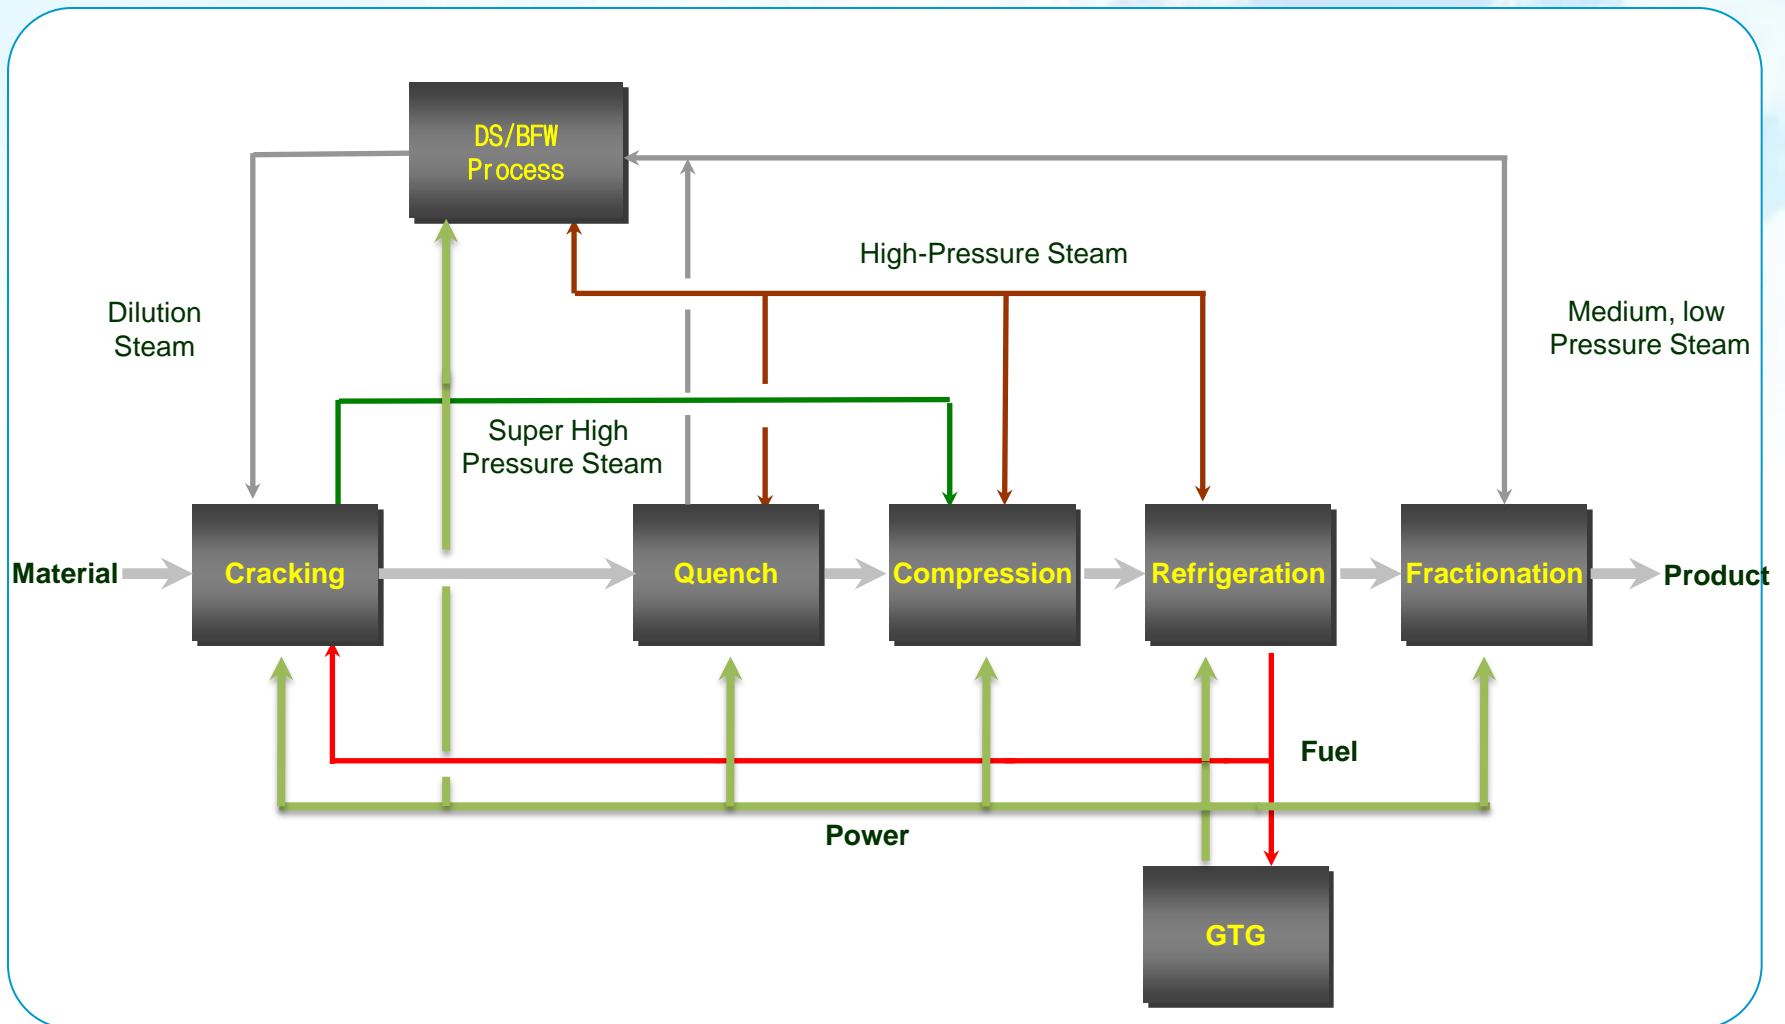 DS/BFW
Process
High-Pressure Steam
Dilution
Steam
Medium, low
Pressure Steam
Super High
Pressure Steam
Material
Cracking
Quench
Compression
Refrigeration
Fractionation
Product
Fuel
Power
GTG